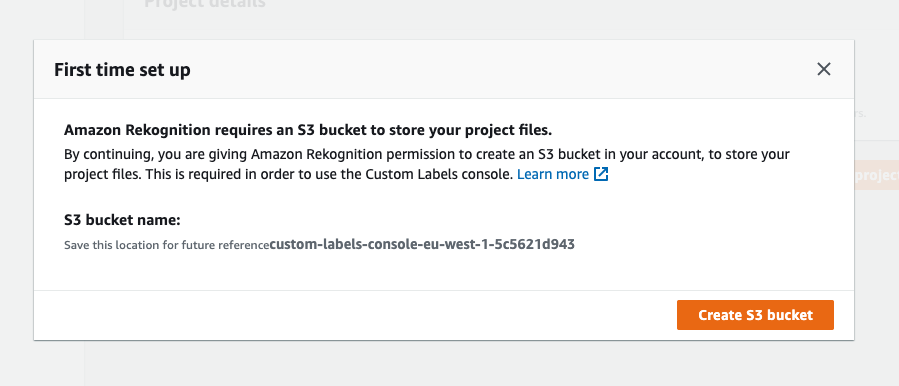 Project details
First time set up
Amazon Rekognition requires an S3 bucket to store your project files.
By continuing, you are giving Amazon Rekognition permission to create an S3 bucket in your account, to store your
project files. This is required in order to use the Custom Labels console. Learn more
S3 bucket name:
Save this location for future referencecustom-labels-console-eu-west-1-5c5621d943
project
Create S3 bucket